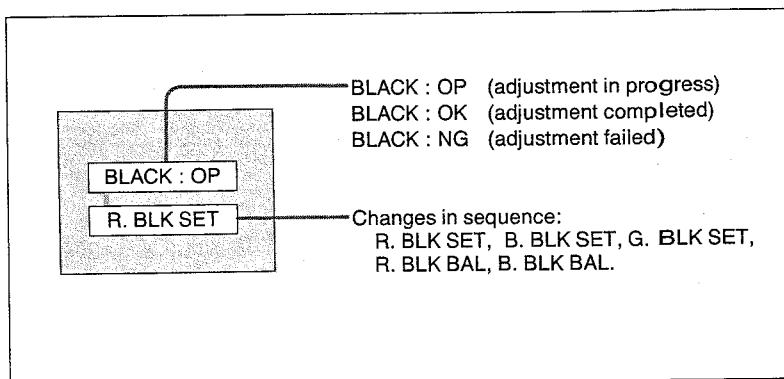 BLACK : OP (adjustment in progress)
BLACK : OK (adjustment completed)
BLACK : NG (adjustment failed)
BLACK : OP
R. BLK SET
Changes in sequence:
R. BLK SET, B. BLK SET, G. BLK SET,
R. BLK BAL, B. BLK BAL.